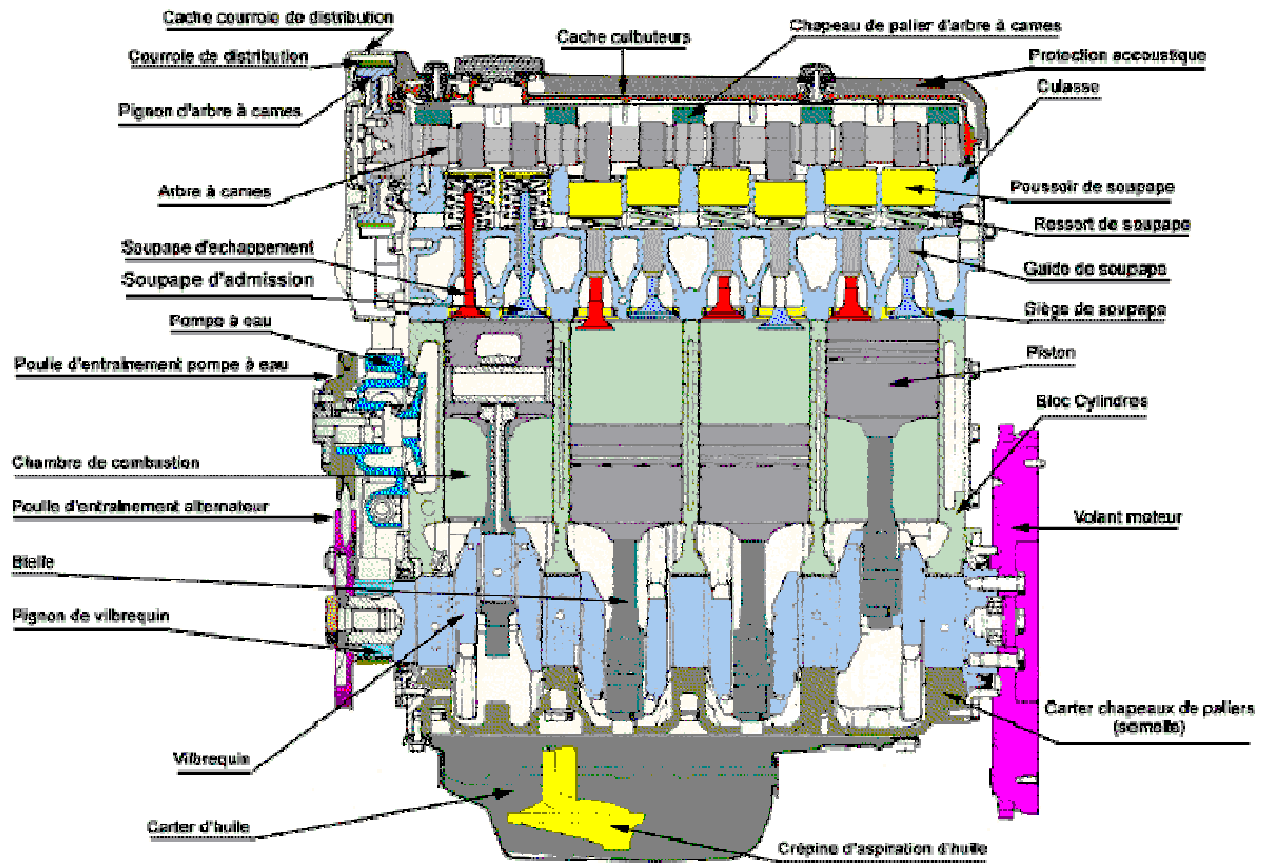 Cache courroie de distribution
Chapeau de palier d'arbre à cames
Cache culbuteurs
Courroie de distribution
Protection accoustique
Culasse
Pignon d'arbre à cames
Arbre à cames
Poussoir de soupape
Ressort de soupape
Soupape d'echappement
Guide de soupape
Soupape d'admission
Siège de soupape
Pompe à eau
Piston
Poulie d'entraînement pompe à eau
Bloc Cylindres
Chambre de combustion
Poulie d'entraînement alternateur
Volant moteur
Bielle
Pignon de vilbrequin
Carter chapeaux de paliers
(semelle)
Vilbrequin
Carter d'huile
Crépine d'aspiration d'huile